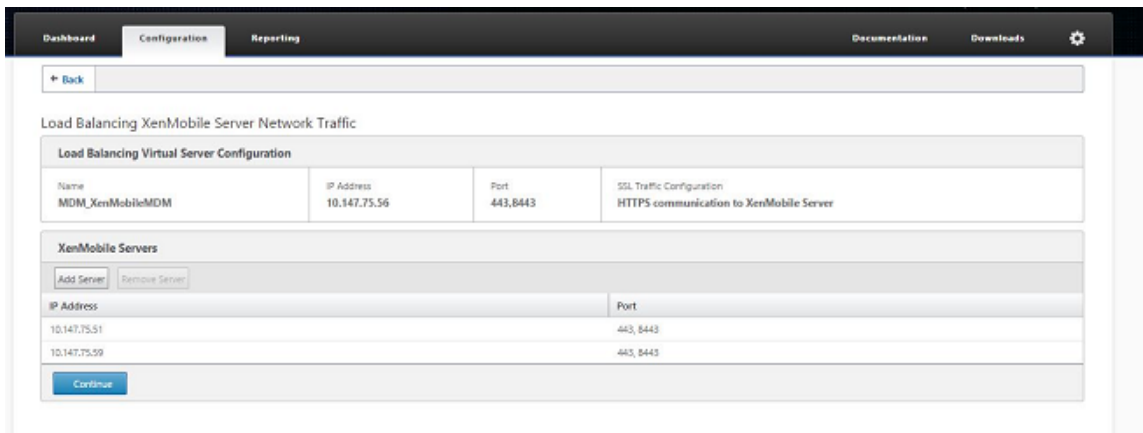 Dashboard Configuration Reporting Documentation Downloads
Back
Load Balancing XenMobile Server Network Traffic
Load Balancing Virtual Server Configuration
Name IP Address Port SSL Traffic Configuration
MDM_XenMobileMDM 10.147.75.56 443,8443 HTTPS communication to XenMobile Server
XenMobile Servers
Add Server Remove Server
IP Address Port
10.147.75.51 443, 8443
10.147.75.59 443, 8443
Continue